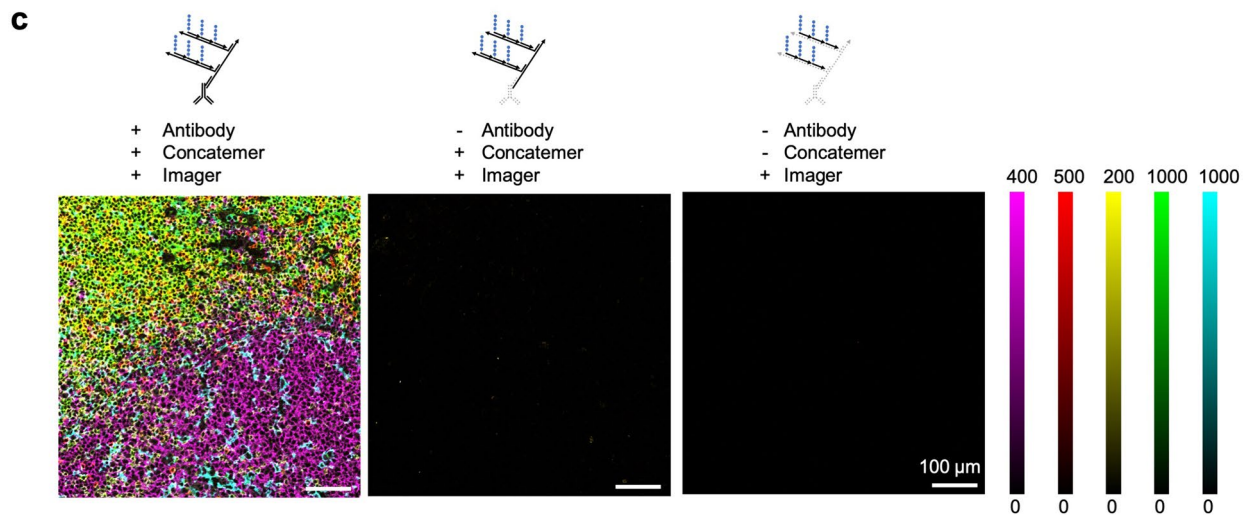 c
+ Antibody
+ Concatemer
+ Imager
- Antibody
+ Concatemer
+ Imager
- Antibody
- Concatemer
+ Imager
400 500 200 1000 1000
100 µm
0 0 0 0 0